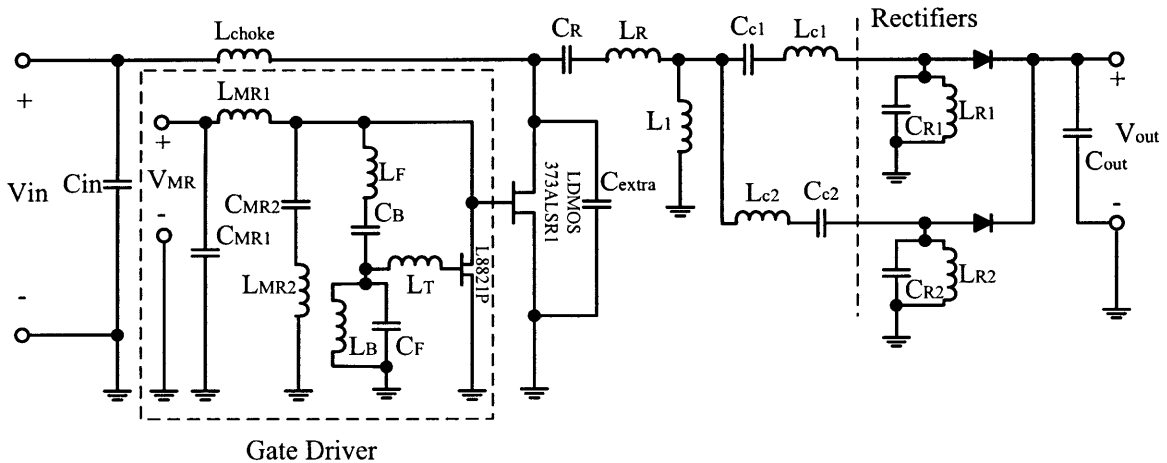 Rectifiers
CR
LR
Cc1
Lc1
Lchoke
+
Vin
-
Cin
LMR1
+
VMR
-
CMR1
CMR2
LMR2
LF
CB
LT
LB
CF
L8821P
LDMOS
373ALSR1
Cextra
L1
Lc2
Cc2
CR1
LR1
CR2
LR2
+
Vout
-
Cout
Gate Driver